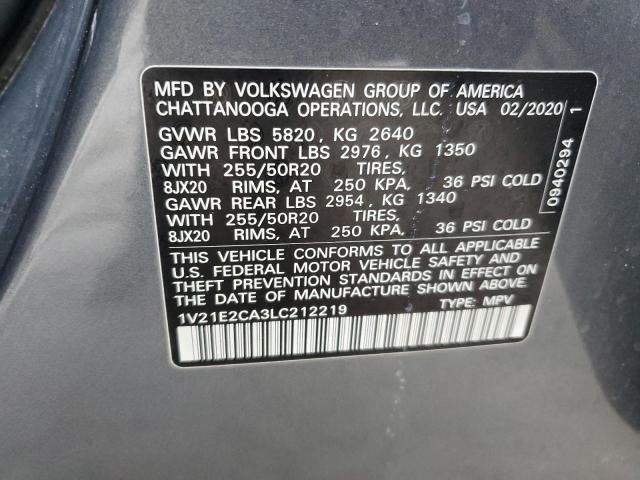 MFD BY VOLKSWAGEN GROUP OF AMERICA
CHATTANOOGA OPERATIONS, LLC. USA 02/2020 1
GVWR LBS 5820, KG 2640
GAWR FRONT LBS 2976, KG 1350
WITH 255/50R20 TIRES,
8JX20 RIMS, AT 250 KPA, 36 PSI COLD
GAWR REAR LBS 2954, KG 1340
WITH 255/50R20 TIRES,
8JX20 RIMS, AT 250 KPA, 36 PSI COLD
0940294
THIS VEHICLE CONFORMS TO ALL APPLICABLE
U.S. FEDERAL MOTOR VEHICLE SAFETY AND
THEFT PREVENTION STANDARDS IN EFFECT ON
THE DATE OF MANUFACTURE SHOWN ABOVE.
1V21E2CA3LC212219 TYPE: MPV